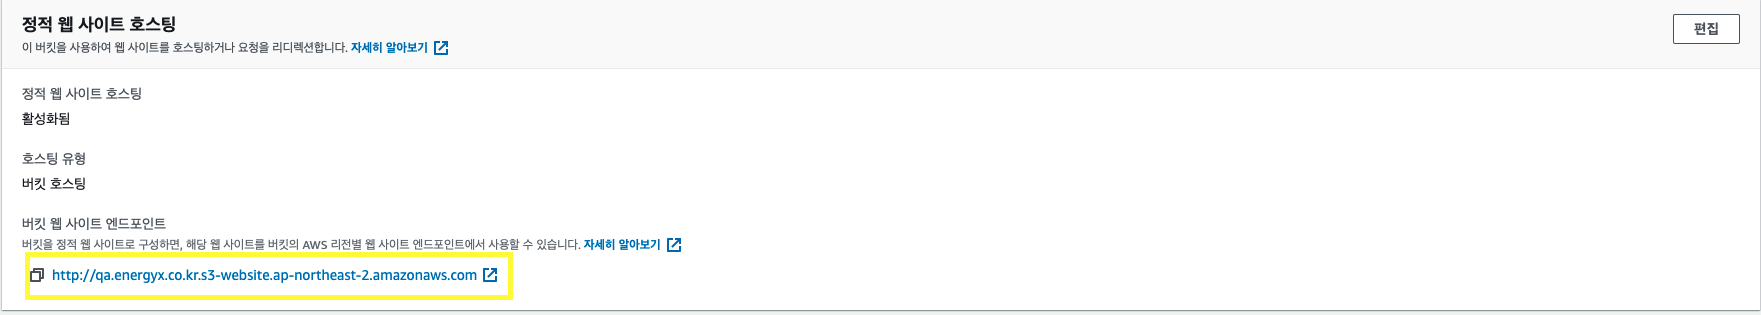 정적 웹 사이트 호스팅
편집
이 버킷을 사용하여 웹 사이트를 호스팅하거나 요청을 리디렉션합니다. 자세히 알아보기
정적 웹 사이트 호스팅
활성화됨
호스팅 유형
버킷 호스팅
버킷 웹 사이트 엔드포인트
버킷을 정적 웹 사이트로 구성하면, 해당 웹 사이트를 버킷의 AWS 리전별 웹 사이트 엔드포인트에서 사용할 수 있습니다. 자세히 알아보기
http://qa.energyx.co.kr.s3-website.ap-northeast-2.amazonaws.com